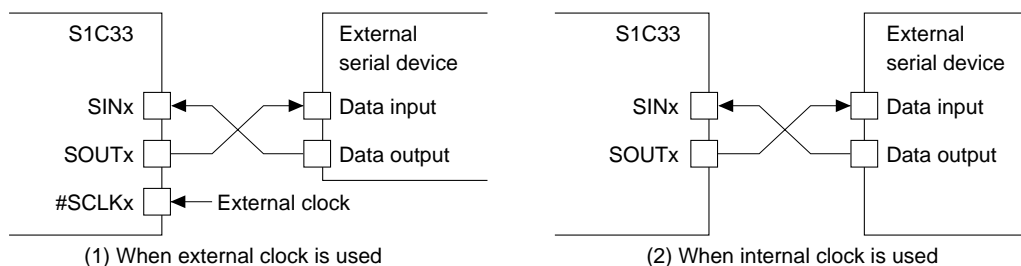 S1C33
External
serial device
SINx
Data input
SOUTx
Data output
#SCLKx
External clock
(1) When external clock is used
S1C33
External
serial device
SINx
Data input
SOUTx
Data output
(2) When internal clock is used